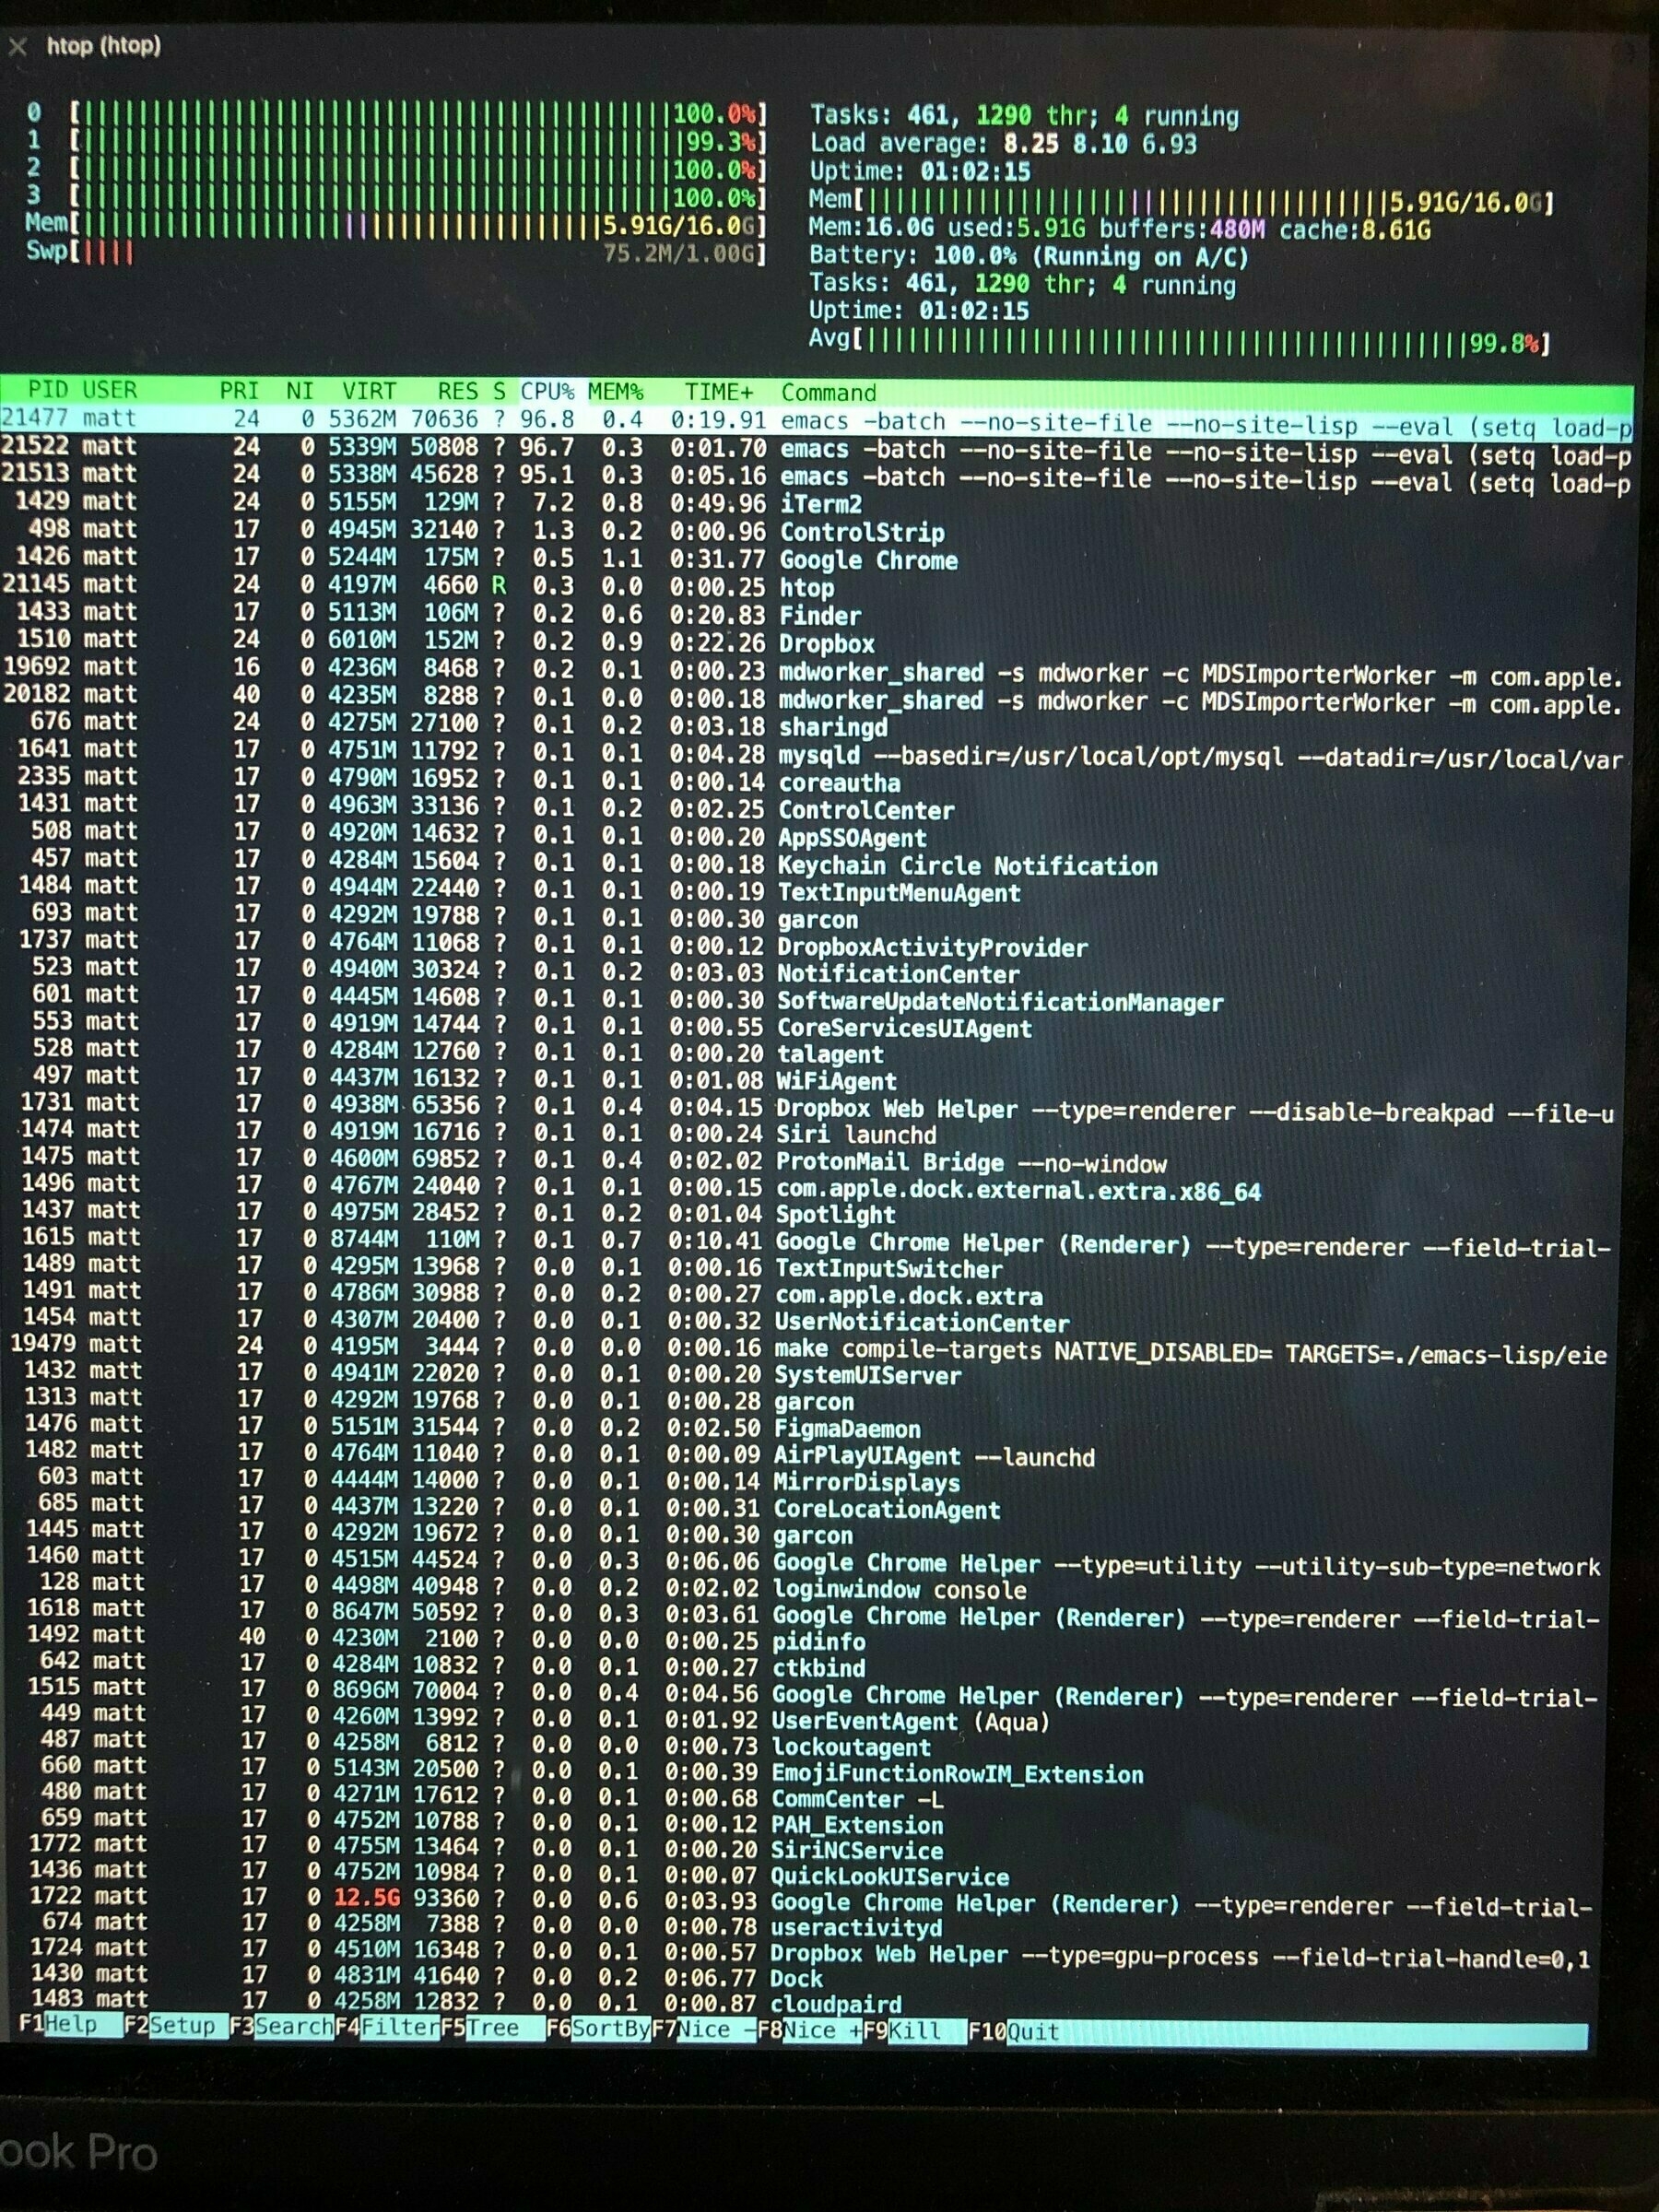 htop (htop)
0 [100.0%] Tasks: 461, 1290 thr; 4 running
1 [99.3%] Load average: 8.25 8.10 6.93
2 [100.0%] Uptime: 01:02:15
3 [100.0%] Mem[5.91G/16.0G]
Mem[5.91G/16.0G] Mem:16.0G used:5.91G buffers:480M cache:8.61G
Swp[75.2M/1.00G] Battery: 100.0% (Running on A/C)
Tasks: 461, 1290 thr; 4 running
Uptime: 01:02:15
Avg[99.8%]
PID USER PRI NI VIRT RES S CPU% MEM% TIME+ Command
21477 matt 24 0 5362M 70636 ? 96.8 0.4 0:19.91 emacs -batch --no-site-file --no-site-lisp --eval (setq load-p
21522 matt 24 0 5339M 50808 ? 96.7 0.3 0:01.70 emacs -batch --no-site-file --no-site-lisp --eval (setq load-p
21513 matt 24 0 5338M 45628 ? 95.1 0.3 0:05.16 emacs -batch --no-site-file --no-site-lisp --eval (setq load-p
1429 matt 24 0 5155M 129M ? 7.2 0.8 0:49.96 iTerm2
498 matt 17 0 4945M 32140 ? 1.3 0.2 0:00.96 ControlStrip
1426 matt 17 0 5244M 175M ? 0.5 1.1 0:31.77 Google Chrome
21145 matt 24 0 4197M 4660 R 0.3 0.0 0:00.25 htop
1433 matt 17 0 5113M 106M ? 0.2 0.6 0:20.83 Finder
1510 matt 24 0 6010M 152M ? 0.2 0.9 0:22.26 Dropbox
19692 matt 16 0 4236M 8468 ? 0.2 0.1 0:00.23 mdworker_shared -s mdworker -c MDSImporterWorker -m com.apple.
20182 matt 40 0 4235M 8288 ? 0.1 0.0 0:00.18 mdworker_shared -s mdworker -c MDSImporterWorker -m com.apple.
676 matt 24 0 4275M 27100 ? 0.1 0.2 0:03.18 sharingd
1641 matt 17 0 4751M 11792 ? 0.1 0.1 0:04.28 mysqld --basedir=/usr/local/opt/mysql --datadir=/usr/local/var
2335 matt 17 0 4790M 16952 ? 0.1 0.1 0:00.14 coreautha
1431 matt 17 0 4963M 33136 ? 0.1 0.2 0:02.25 ControlCenter
508 matt 17 0 4920M 14632 ? 0.1 0.1 0:00.20 AppSSOAgent
457 matt 17 0 4284M 15604 ? 0.1 0.1 0:00.18 Keychain Circle Notification
1484 matt 17 0 4944M 22440 ? 0.1 0.1 0:00.19 TextInputMenuAgent
693 matt 17 0 4292M 19788 ? 0.1 0.1 0:00.30 garcon
1737 matt 17 0 4764M 11068 ? 0.1 0.1 0:00.12 DropboxActivityProvider
523 matt 17 0 4940M 30324 ? 0.1 0.2 0:03.03 NotificationCenter
601 matt 17 0 4445M 14608 ? 0.1 0.1 0:00.30 SoftwareUpdateNotificationManager
553 matt 17 0 4919M 14744 ? 0.1 0.1 0:00.55 CoreServicesUIAgent
528 matt 17 0 4284M 12760 ? 0.1 0.1 0:00.20 talagent
497 matt 17 0 4437M 16132 ? 0.1 0.1 0:01.08 WiFiAgent
1731 matt 17 0 4938M 65356 ? 0.1 0.4 0:04.15 Dropbox Web Helper --type=renderer --disable-breakpad --file-u
1474 matt 17 0 4919M 16716 ? 0.1 0.1 0:00.24 Siri launchd
1475 matt 17 0 4600M 69852 ? 0.1 0.4 0:02.02 ProtonMail Bridge --no-window
1496 matt 17 0 4767M 24040 ? 0.1 0.1 0:00.15 com.apple.dock.external.extra.x86_64
1437 matt 17 0 4975M 28452 ? 0.1 0.2 0:01.04 Spotlight
1615 matt 17 0 8744M 110M ? 0.1 0.7 0:10.41 Google Chrome Helper (Renderer) --type=renderer --field-trial-
1489 matt 17 0 4295M 13968 ? 0.0 0.1 0:00.16 TextInputSwitcher
1491 matt 17 0 4786M 30988 ? 0.0 0.2 0:00.27 com.apple.dock.extra
1454 matt 17 0 4307M 20400 ? 0.0 0.1 0:00.32 UserNotificationCenter
19479 matt 24 0 4195M 3444 ? 0.0 0.0 0:00.16 make compile-targets NATIVE_DISABLED= TARGETS=./emacs-lisp/eie
1432 matt 17 0 4941M 22020 ? 0.0 0.1 0:00.20 SystemUIServer
1313 matt 17 0 4292M 19768 ? 0.0 0.1 0:00.28 garcon
1476 matt 17 0 5151M 31544 ? 0.0 0.2 0:02.50 FigmaDaemon
1482 matt 17 0 4764M 11040 ? 0.0 0.1 0:00.09 AirPlayUIAgent --launchd
603 matt 17 0 4444M 14000 ? 0.0 0.1 0:00.14 MirrorDisplays
685 matt 17 0 4437M 13220 ? 0.0 0.1 0:00.31 CoreLocationAgent
1445 matt 17 0 4292M 19672 ? 0.0 0.1 0:00.30 garcon
1460 matt 17 0 4515M 44524 ? 0.0 0.3 0:06.06 Google Chrome Helper --type=utility --utility-sub-type=network
128 matt 17 0 4498M 40948 ? 0.0 0.2 0:02.02 loginwindow console
1618 matt 17 0 8647M 50592 ? 0.0 0.3 0:03.61 Google Chrome Helper (Renderer) --type=renderer --field-trial-
1492 matt 40 0 4230M 2100 ? 0.0 0.0 0:00.25 pidinfo
642 matt 17 0 4284M 10832 ? 0.0 0.1 0:00.27 ctkbind
1515 matt 17 0 8696M 70004 ? 0.0 0.4 0:04.56 Google Chrome Helper (Renderer) --type=renderer --field-trial-
449 matt 17 0 4260M 13992 ? 0.0 0.1 0:01.92 UserEventAgent (Aqua)
487 matt 17 0 4258M 6812 ? 0.0 0.0 0:00.73 lockoutagent
660 matt 17 0 5143M 20500 ? 0.0 0.1 0:00.39 EmojiFunctionRowIM_Extension
480 matt 17 0 4271M 17612 ? 0.0 0.1 0:00.68 CommCenter -L
659 matt 17 0 4752M 10788 ? 0.0 0.1 0:00.12 PAH_Extension
1772 matt 17 0 4755M 13464 ? 0.0 0.1 0:00.20 SiriNCService
1436 matt 17 0 4752M 10984 ? 0.0 0.1 0:00.07 QuickLookUIService
1722 matt 17 0 12.5G 93360 ? 0.0 0.6 0:03.93 Google Chrome Helper (Renderer) --type=renderer --field-trial-
674 matt 17 0 4258M 7388 ? 0.0 0.0 0:00.78 useractivityd
1724 matt 17 0 4510M 16348 ? 0.0 0.1 0:00.57 Dropbox Web Helper --type=gpu-process --field-trial-handle=0,1
1430 matt 17 0 4831M 41640 ? 0.0 0.2 0:06.77 Dock
1483 matt 17 0 4258M 12832 ? 0.0 0.1 0:00.87 cloudpaird
F1Help F2Setup F3SearchF4FilterF5Tree F6SortByF7Nice -F8Nice +F9Kill F10Quit
ook Pro